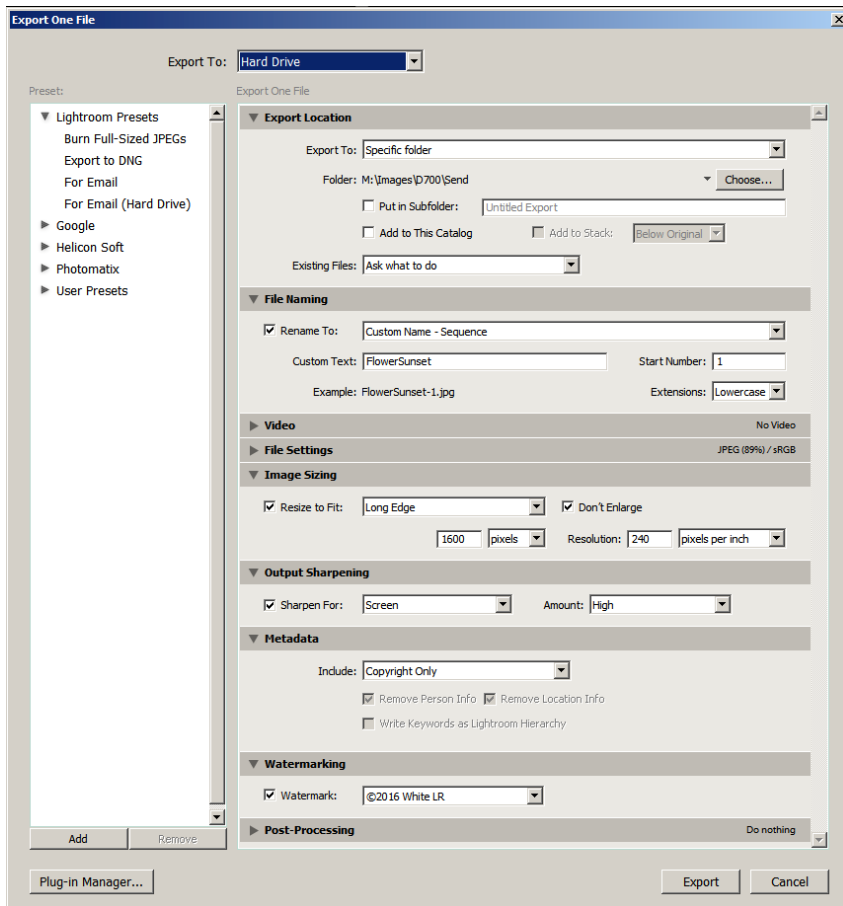 Export One File
Export To: Hard Drive
Preset: Export One File
Lightroom Presets
Burn Full-Sized JPEGs
Export to DNG
For Email
For Email (Hard Drive)
Google
Helicon Soft
Photomatix
User Presets
Add Remove
Export Location
Export To: Specific folder
Folder: M:\Images\D700\Send Choose...
Put in Subfolder: Untitled Export
Add to This Catalog Add to Stack: Below Original
Existing Files: Ask what to do
File Naming
Rename To: Custom Name - Sequence
Custom Text: FlowerSunset Start Number: 1
Example: FlowerSunset-1.jpg Extensions: Lowercase
Video No Video
File Settings JPEG (89%) / sRGB
Image Sizing
Resize to Fit: Long Edge Don't Enlarge
1600 pixels Resolution: 240 pixels per inch
Output Sharpening
Sharpen For: Screen Amount: High
Metadata
Include: Copyright Only
Remove Person Info Remove Location Info
Write Keywords as Lightroom Hierarchy
Watermarking
Watermark: ©2016 White LR
Post-Processing Do nothing
Plug-in Manager... Export Cancel